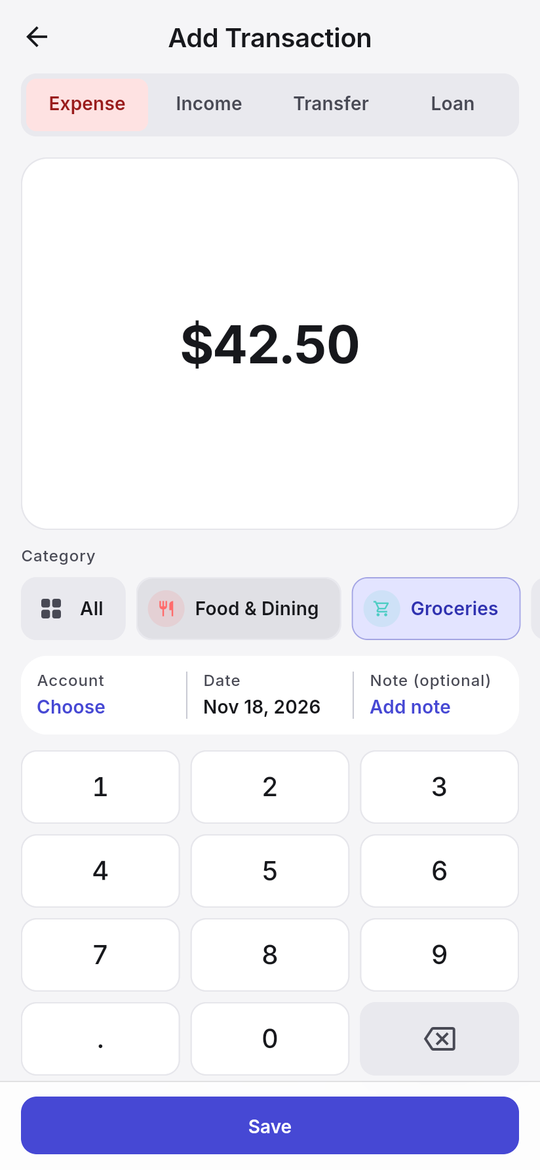 Add Transaction
Expense Income Transfer Loan
$42.50
Category
All Food & Dining Groceries
Account Date Note (optional)
Choose Nov 18, 2026 Add note
1 2 3
4 5 6
7 8 9
. 0
Save